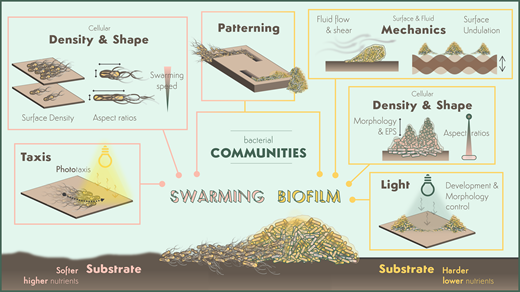 Cellular
Density & Shape
Swarming
speed
Surface Density
Aspect ratios
Patterning
Fluid flow
& shear
Surface & Fluid
Mechanics
Surface
Undulation
Cellular
Density & Shape
Morphology
& EPS
Aspect ratios
Taxis
Phototaxis
bacterial
COMMUNITIES
SWARMING BIOFILM
Light
Development &
Morphology
control
Softer
higher nutrients
Substrate
Substrate
Harder
lower nutrients